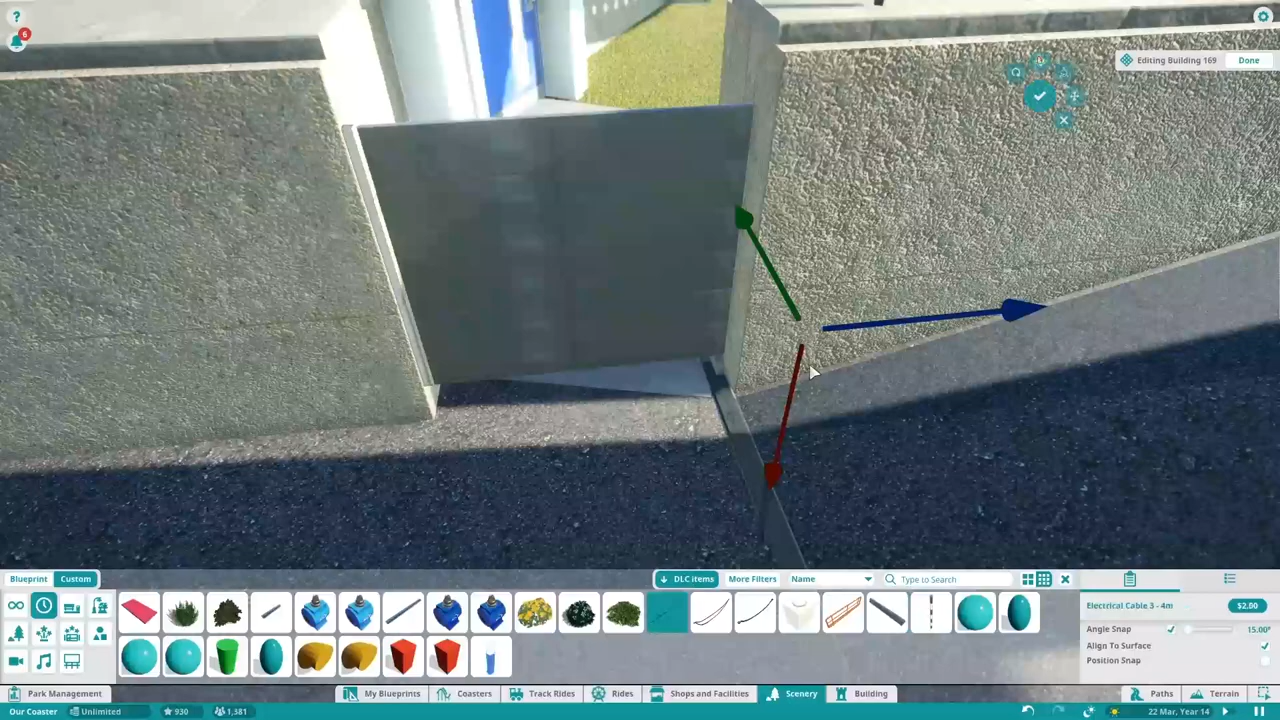 ?
6
Editing Building 169 Done
Blueprint Custom DLC items More Filters Name Type to Search
Electrical Cable 3 - 4m $2.00
Angle Snap 15.00°
Align To Surface
Position Snap
Park Management My Blueprints Coasters Track Rides Rides Shops and Facilities Scenery Building Paths Terrain
Our Coaster Unlimited 930 1,381 22 Mar, Year 14